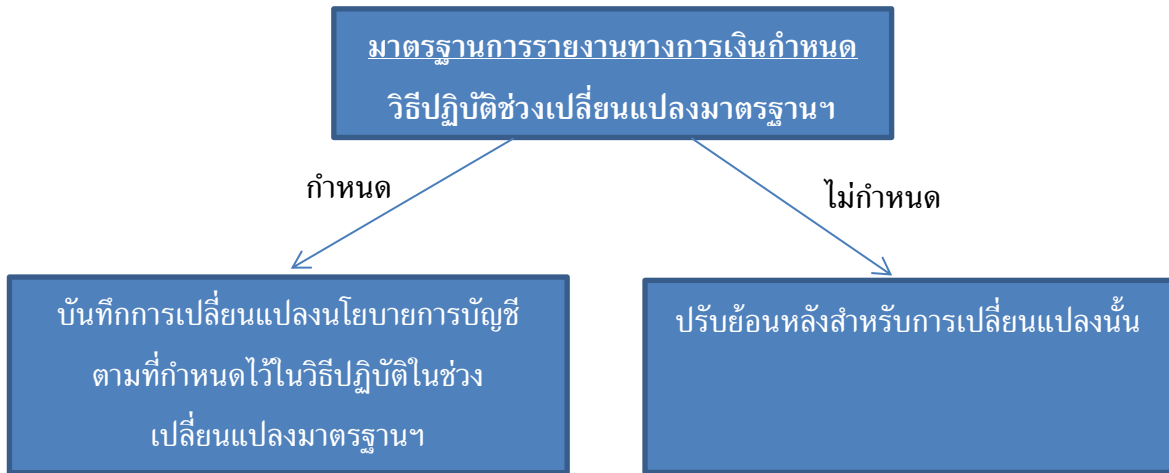 มาตรฐานการรายงานทางการเงินกำหนด
วิธีปฏิบัติช่วงเปลี่ยนแปลงมาตรฐานฯ
กำหนด
ไม่กำหนด
บันทึกการเปลี่ยนแปลงนโยบายการบัญชี
ตามที่กำหนดไว้ในวิธีปฏิบัติในช่วง
เปลี่ยนแปลงมาตรฐานฯ
ปรับย้อนหลังสำหรับการเปลี่ยนแปลงนั้น